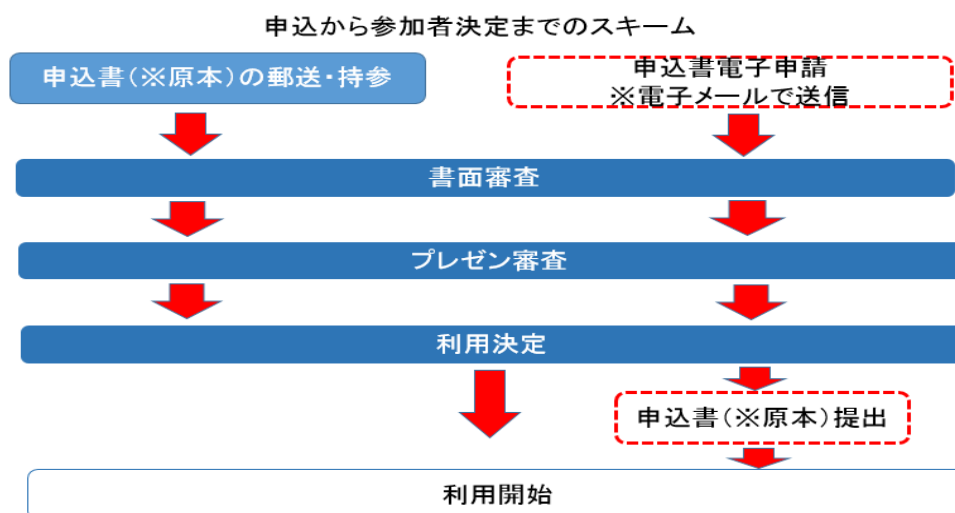 申込から参加者決定までのスキーム
申込書(※原本)の郵送・持参
申込書電子申請
※電子メールで送信
書面審査
プレゼン審査
利用決定
申込書(※原本)提出
利用開始